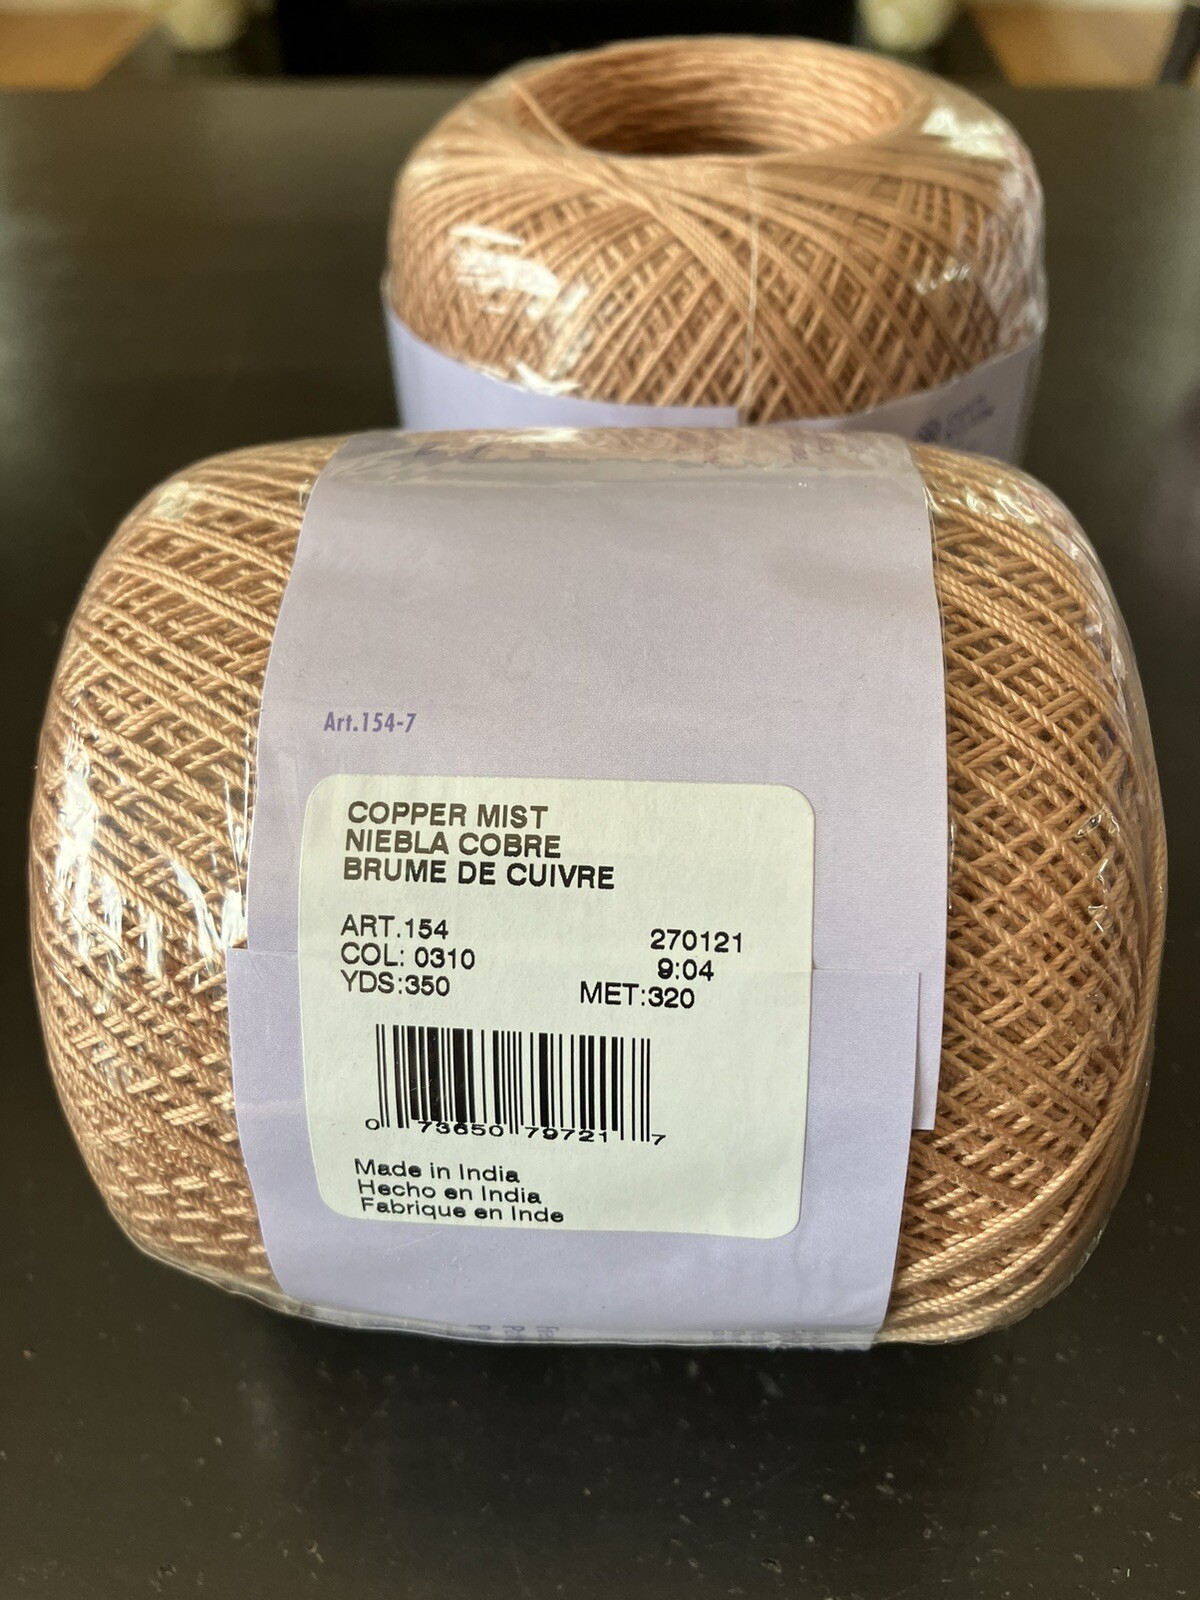 Art.154-7
COPPER MIST
NIEBLA COBRE
BRUME DE CUIVRE
ART.154
270121
COL: 0310
9:04
YDS:350
MET:320
0 73650 79721 7
Made in India
Hecho en India
Fabrique en Inde